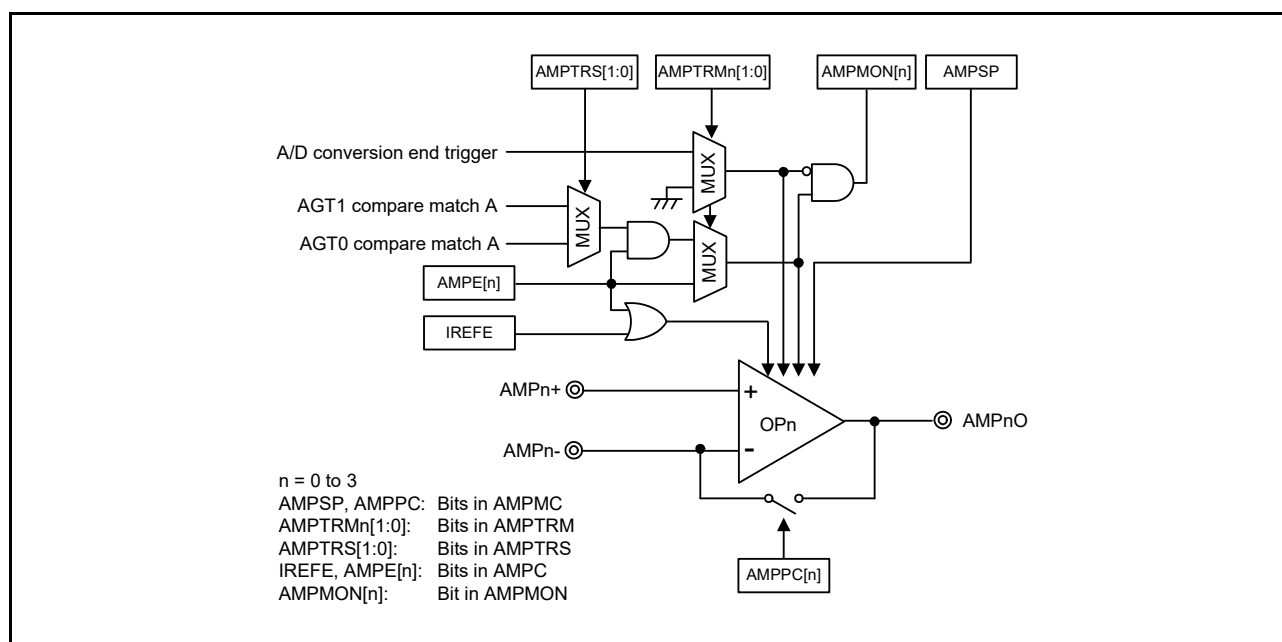 AMPTRS[1:0]
AMPTRMn[1:0]
AMPMON[n]
AMPSP
A/D conversion end trigger
MUX
AGT1 compare match A
MUX
AGT0 compare match A
MUX
AMPE[n]
IREFE
AMPn+
+
OPn
AMPnO
AMPn-
-
n = 0 to 3
AMPSP, AMPPC: Bits in AMPMC
AMPTRMn[1:0]: Bits in AMPTRM
AMPTRS[1:0]: Bits in AMPTRS
IREFE, AMPE[n]: Bits in AMPC
AMPMON[n]: Bit in AMPMON
AMPPC[n]